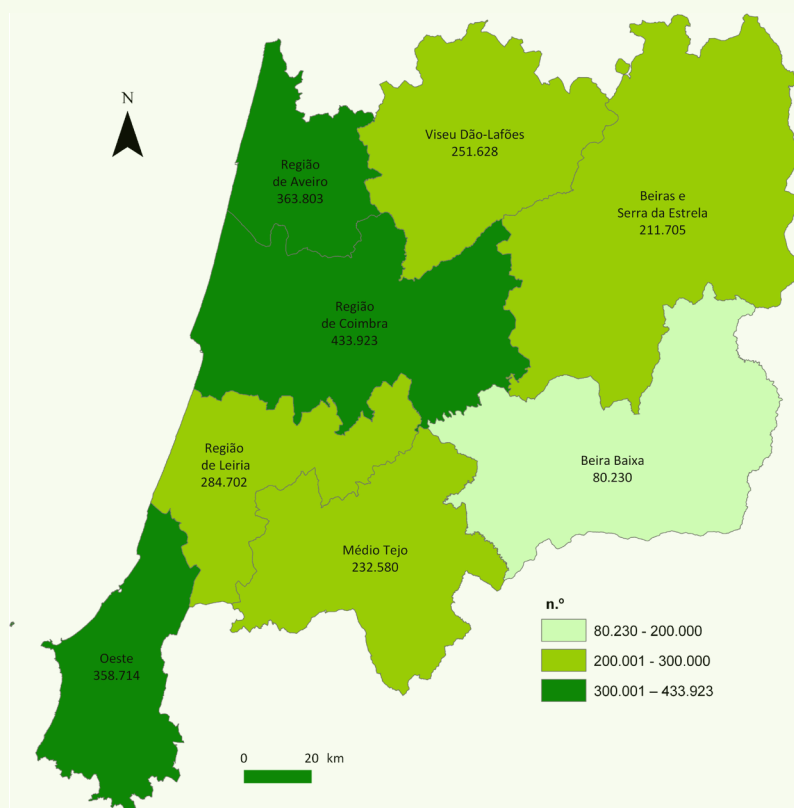 N
Viseu Dão-Lafões
251.628
Região
de Aveiro
363.803
Beiras e
Serra da Estrela
211.705
Região
de Coimbra
433.923
Região
de Leiria
284.702
Beira Baixa
80.230
Médio Tejo
232.580
Oeste
358.714
n.º
80.230 - 200.000
200.001 - 300.000
300.001 – 433.923
0 20 km